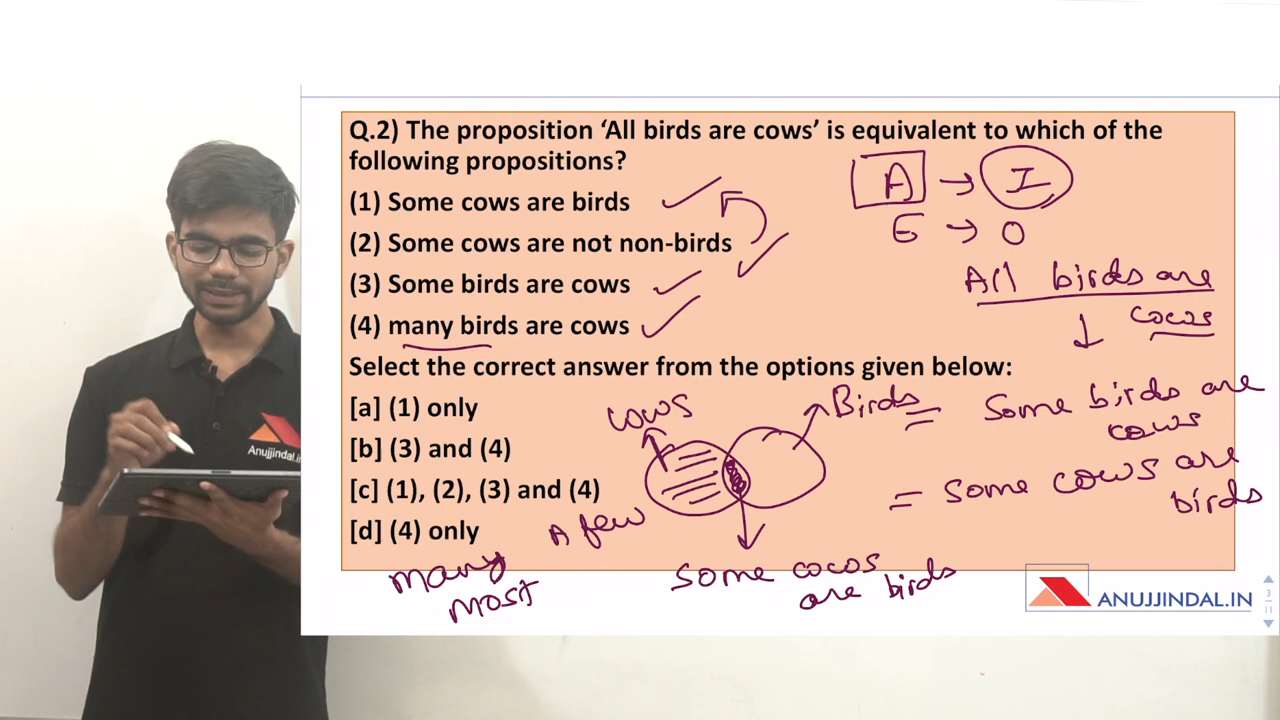 Q.2) The proposition ‘All birds are cows’ is equivalent to which of the
following propositions?
(1) Some cows are birds
(2) Some cows are not non-birds
(3) Some birds are cows
(4) many birds are cows
Select the correct answer from the options given below:
[a] (1) only
[b] (3) and (4)
[c] (1), (2), (3) and (4)
[d] (4) only
A → I
E → O
All birds are
cows
↓
= Some birds are
cows
= Some cows are
birds
cows
Birds
A few
many
most
Some cows
are birds
Anujjindal.in
ANUJJINDAL.IN
3
11